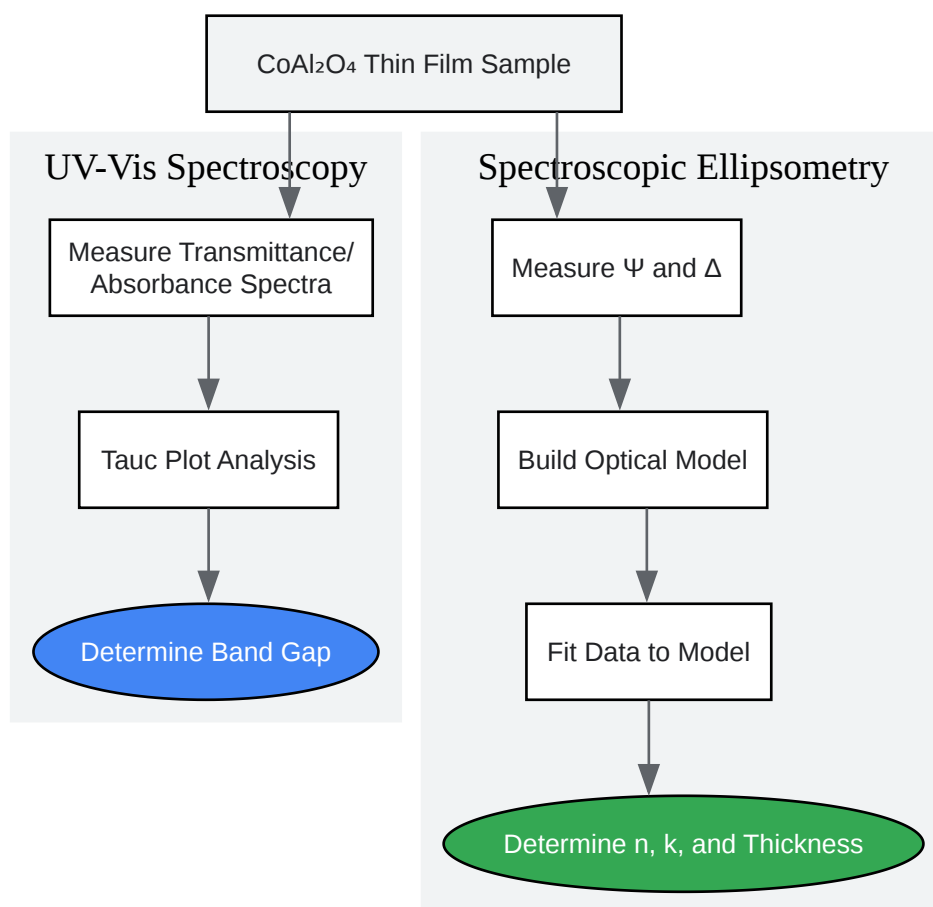 CoAl₂O₄ Thin Film Sample
UV-Vis Spectroscopy
Measure Transmittance/
Absorbance Spectra
Tauc Plot Analysis
Determine Band Gap
Spectroscopic Ellipsometry
Measure Ψ and Δ
Build Optical Model
Fit Data to Model
Determine n, k, and Thickness